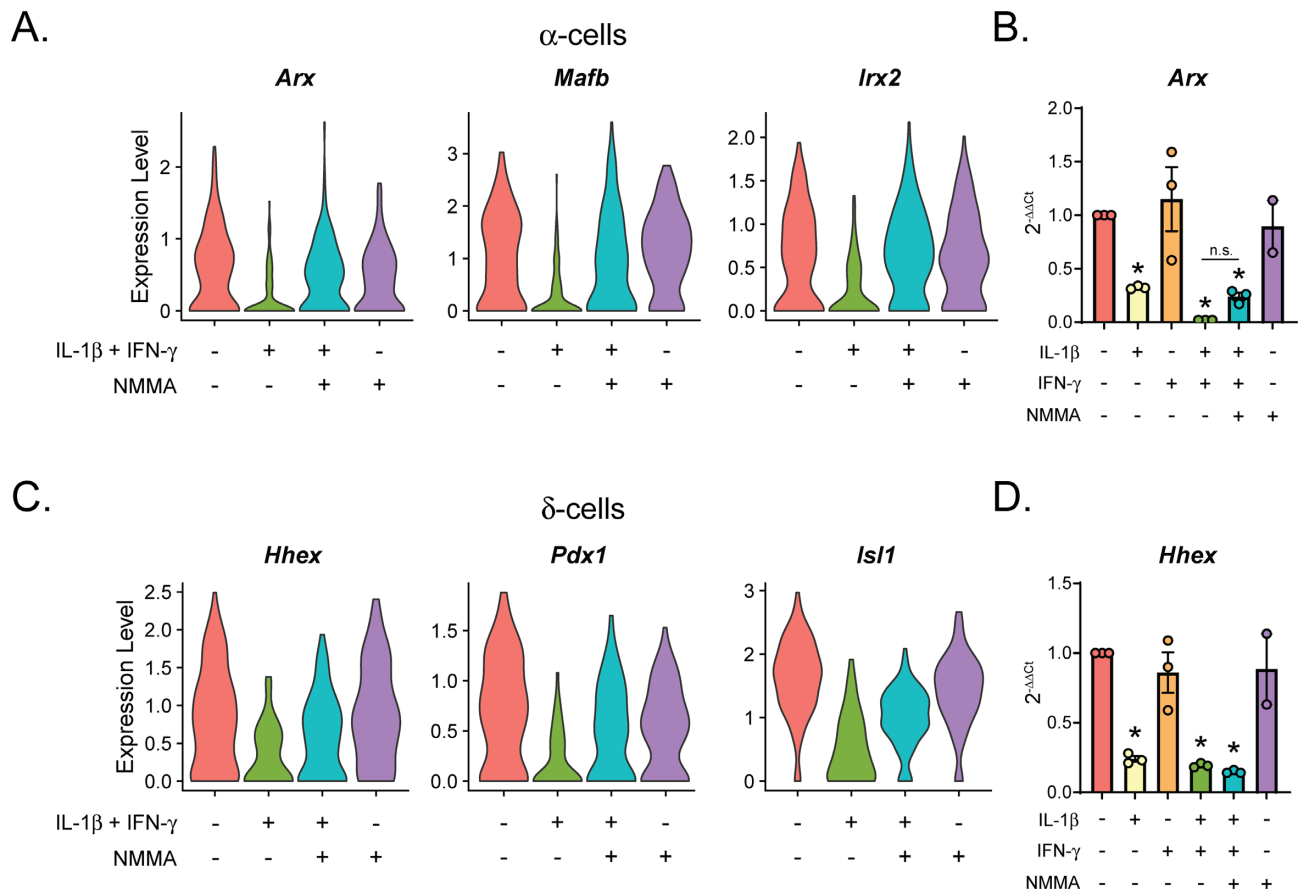 A.
α-cells
Arx Mafb Irx2
Expression Level
2
1
0
3
2
1
0
2.0
1.5
1.0
0.5
0.0
IL-1β + IFN-γ - + + - - + + - - + + -
NMMA - - + + - - + + - - + +
B.
Arx
2^-ΔΔCt
2.0
1.5
1.0
0.5
0.0
*
*
n.s.
*
IL-1β - + - + + -
IFN-γ - - + + + -
NMMA - - - - + +
C.
δ-cells
Hhex Pdx1 Isl1
Expression Level
2.5
2.0
1.5
1.0
0.5
0.0
1.5
1.0
0.5
0.0
3
2
1
0
IL-1β + IFN-γ - + + - - + + - - + + -
NMMA - - + + - - + + - - + +
D.
Hhex
2^-ΔΔCt
1.5
1.0
0.5
0.0
*
*
*
IL-1β - + - + + -
IFN-γ - - + + + -
NMMA - - - - + +